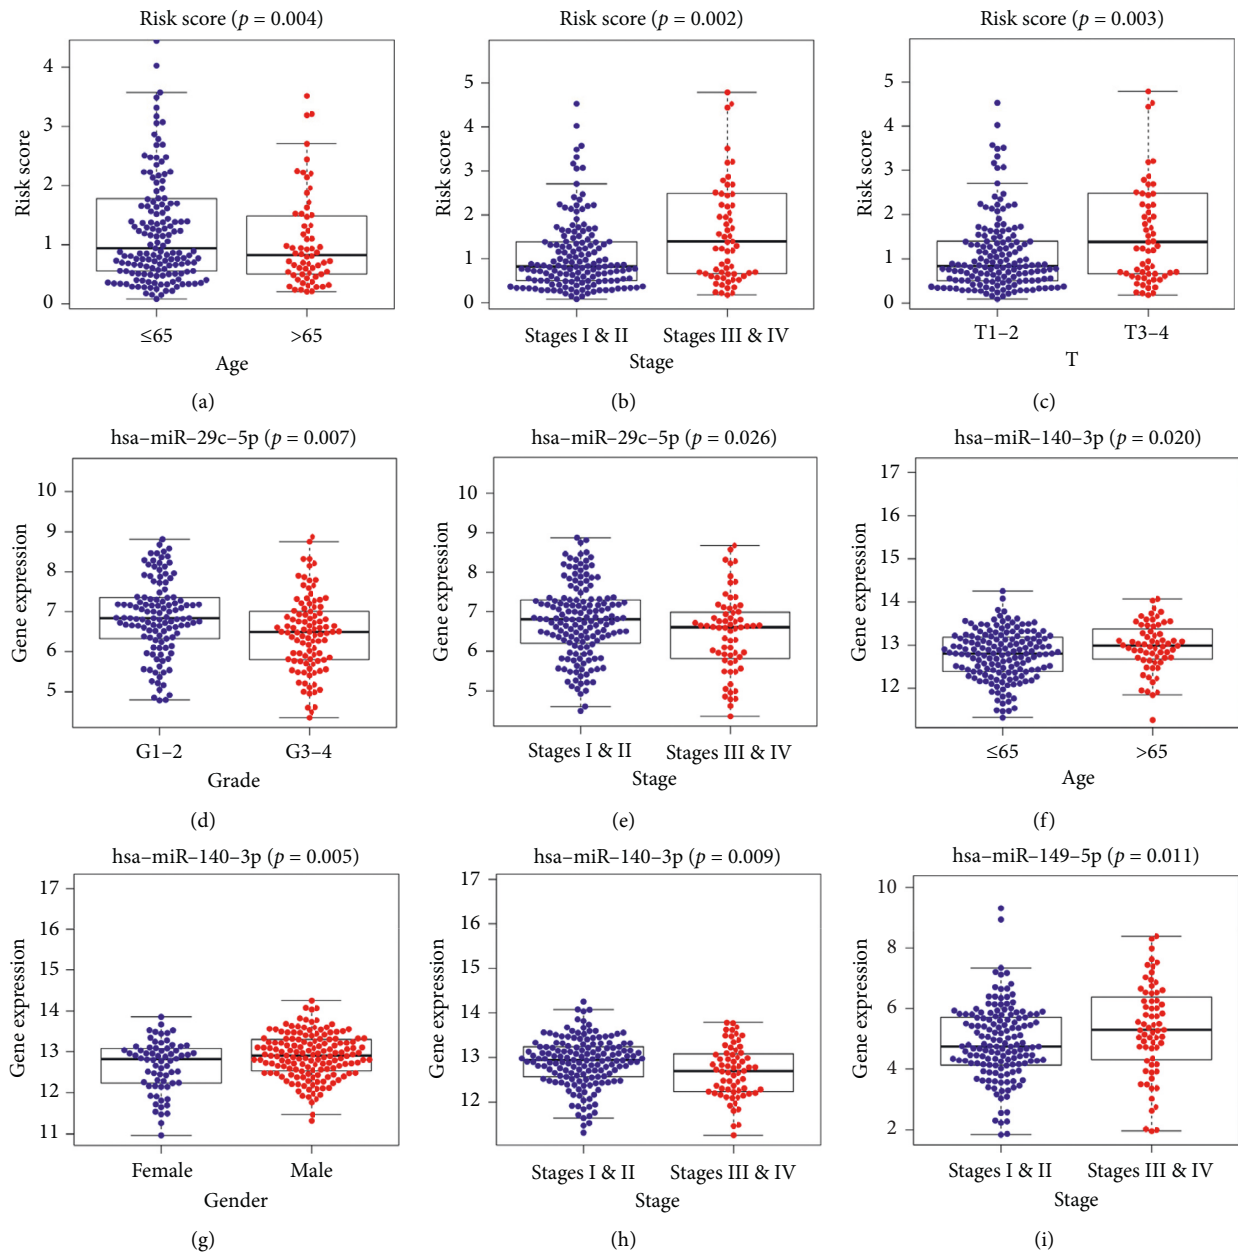 Risk score (p = 0.004)
Risk score
4
3
2
1
0
≤65
>65
Age
(a)
Risk score (p = 0.002)
Risk score
5
4
3
2
1
0
Stages I & II
Stages III & IV
Stage
(b)
Risk score (p = 0.003)
Risk score
5
4
3
2
1
0
T1–2
T3–4
T
(c)
hsa–miR–29c–5p (p = 0.007)
Gene expression
10
9
8
7
6
5
G1–2
G3–4
Grade
(d)
hsa–miR–29c–5p (p = 0.026)
Gene expression
10
9
8
7
6
5
Stages I & II
Stages III & IV
Stage
(e)
hsa–miR–140–3p (p = 0.020)
Gene expression
17
16
15
14
13
12
≤65
>65
Age
(f)
hsa–miR–140–3p (p = 0.005)
Gene expression
17
16
15
14
13
12
11
Female
Male
Gender
(g)
hsa–miR–140–3p (p = 0.009)
Gene expression
17
16
15
14
13
12
Stages I & II
Stages III & IV
Stage
(h)
hsa–miR–149–5p (p = 0.011)
Gene expression
10
8
6
4
2
Stages I & II
Stages III & IV
Stage
(i)